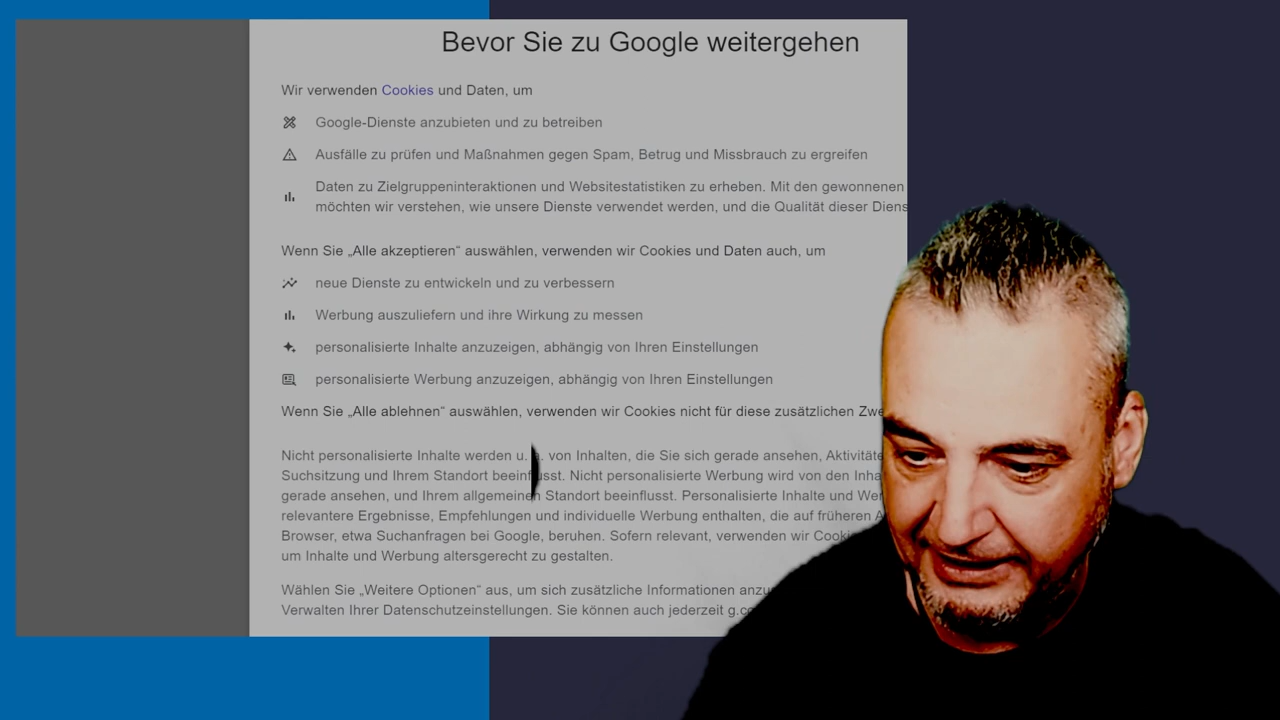 Bevor Sie zu Google weitergehen
Wir verwenden Cookies und Daten, um
Google-Dienste anzubieten und zu betreiben
Ausfälle zu prüfen und Maßnahmen gegen Spam, Betrug und Missbrauch zu ergreifen
Daten zu Zielgruppeninteraktionen und Websitestatistiken zu erheben. Mit den gewonnenen
möchten wir verstehen, wie unsere Dienste verwendet werden, und die Qualität dieser Diens
Wenn Sie „Alle akzeptieren“ auswählen, verwenden wir Cookies und Daten auch, um
neue Dienste zu entwickeln und zu verbessern
Werbung auszuliefern und ihre Wirkung zu messen
personalisierte Inhalte anzuzeigen, abhängig von Ihren Einstellungen
personalisierte Werbung anzuzeigen, abhängig von Ihren Einstellungen
Wenn Sie „Alle ablehnen“ auswählen, verwenden wir Cookies nicht für diese zusätzlichen Zwe
Nicht personalisierte Inhalte werden u. a. von Inhalten, die Sie sich gerade ansehen, Aktivitäte
Suchsitzung und Ihrem Standort beeinflusst. Nicht personalisierte Werbung wird von den Inha
gerade ansehen, und Ihrem allgemeinen Standort beeinflusst. Personalisierte Inhalte und Wer
relevantere Ergebnisse, Empfehlungen und individuelle Werbung enthalten, die auf früheren A
Browser, etwa Suchanfragen bei Google, beruhen. Sofern relevant, verwenden wir Cooki
um Inhalte und Werbung altersgerecht zu gestalten.
Wählen Sie „Weitere Optionen“ aus, um sich zusätzliche Informationen anzu
Verwalten Ihrer Datenschutzeinstellungen. Sie können auch jederzeit g.co